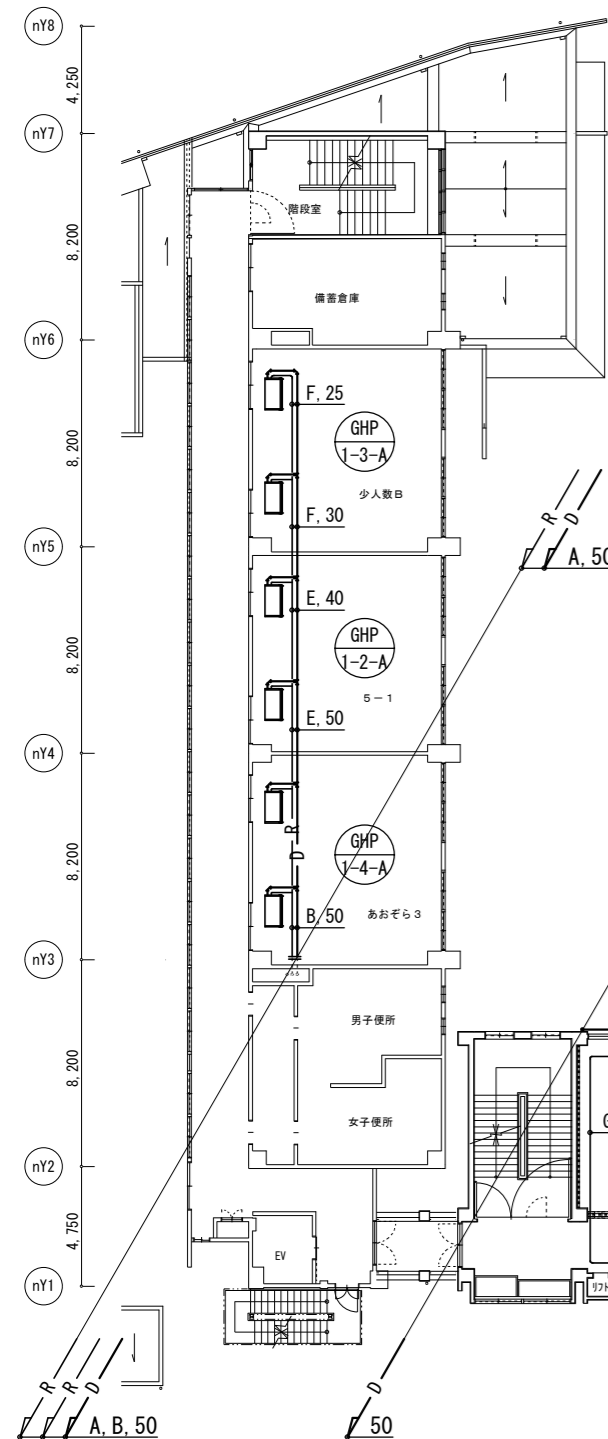 nY8
4,250
nY7
8,200
階段室
備蓄倉庫
nY6
F, 25
GHP
1-3-A
8,200
少人数B
F, 30
R
D
nY5
A, 50
E, 40
GHP
1-2-A
8,200
5-1
E, 50
nY4
R
D
GHP
1-4-A
8,200
B, 50
あおぞら3
nY3
男子便所
8,200
女子便所
G
nY2
4,750
EV
nY1
リフト
R
R
D
D
A, B, 50
50